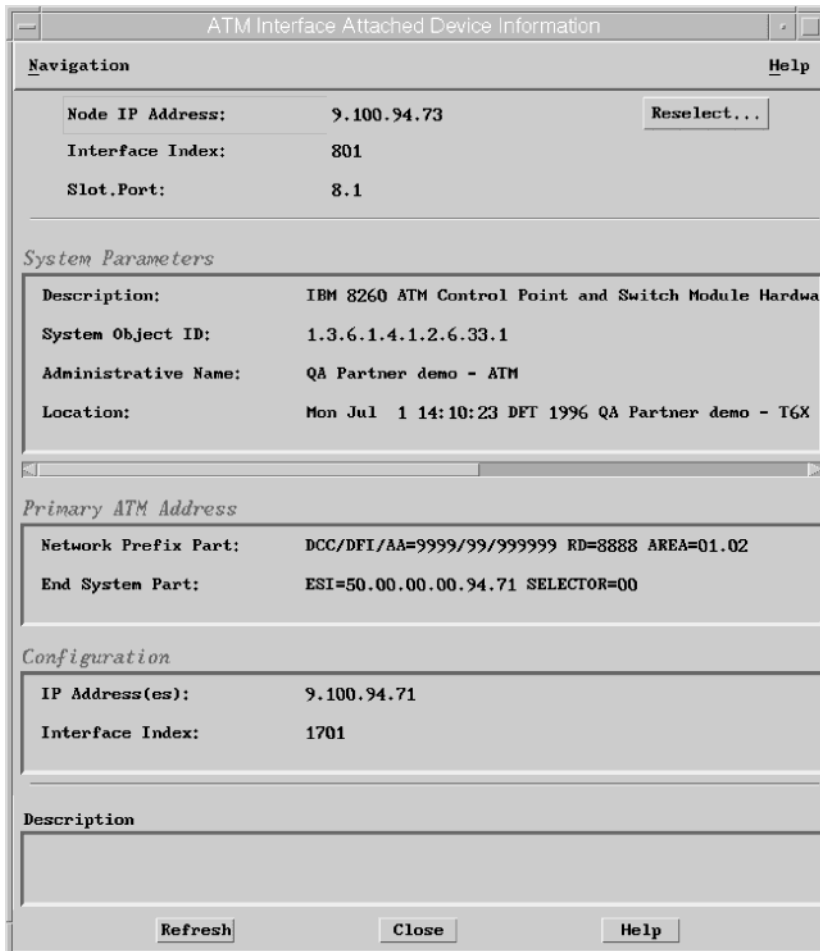 ATM Interface Attached Device Information
Navigation Help
Node IP Address: 9.100.94.73 Reselect...
Interface Index: 801
Slot.Port: 8.1
System Parameters
Description: IBM 8260 ATM Control Point and Switch Module Hardwa
System Object ID: 1.3.6.1.4.1.2.6.33.1
Administrative Name: QA Partner demo - ATM
Location: Mon Jul  1 14:10:23 DFT 1996 QA Partner demo - T6X
Primary ATM Address
Network Prefix Part: DCC/DFI/AA=9999/99/999999 RD=8888 AREA=01.02
End System Part: ESI=50.00.00.00.94.71 SELECTOR=00
Configuration
IP Address(es): 9.100.94.71
Interface Index: 1701
Description
Refresh Close Help